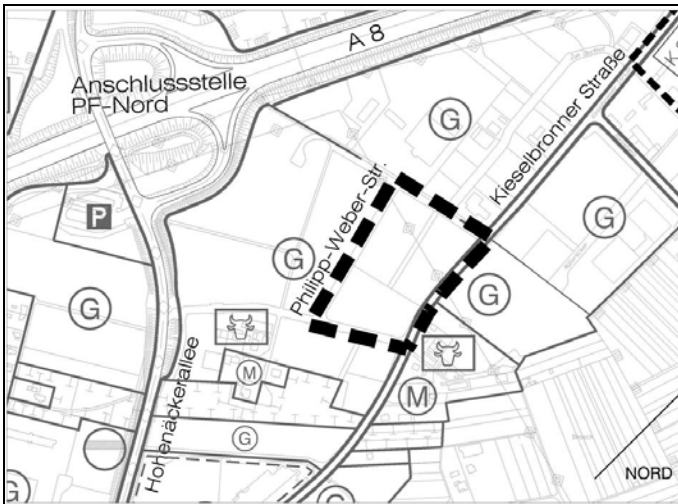 A 8
Anschlussstelle
PF-Nord
Kieselbronner Straße
G
Philipp-Weber-Str.
P
G
G
G
G
M
M
Hohenäckerallee
G
G
G
NORD